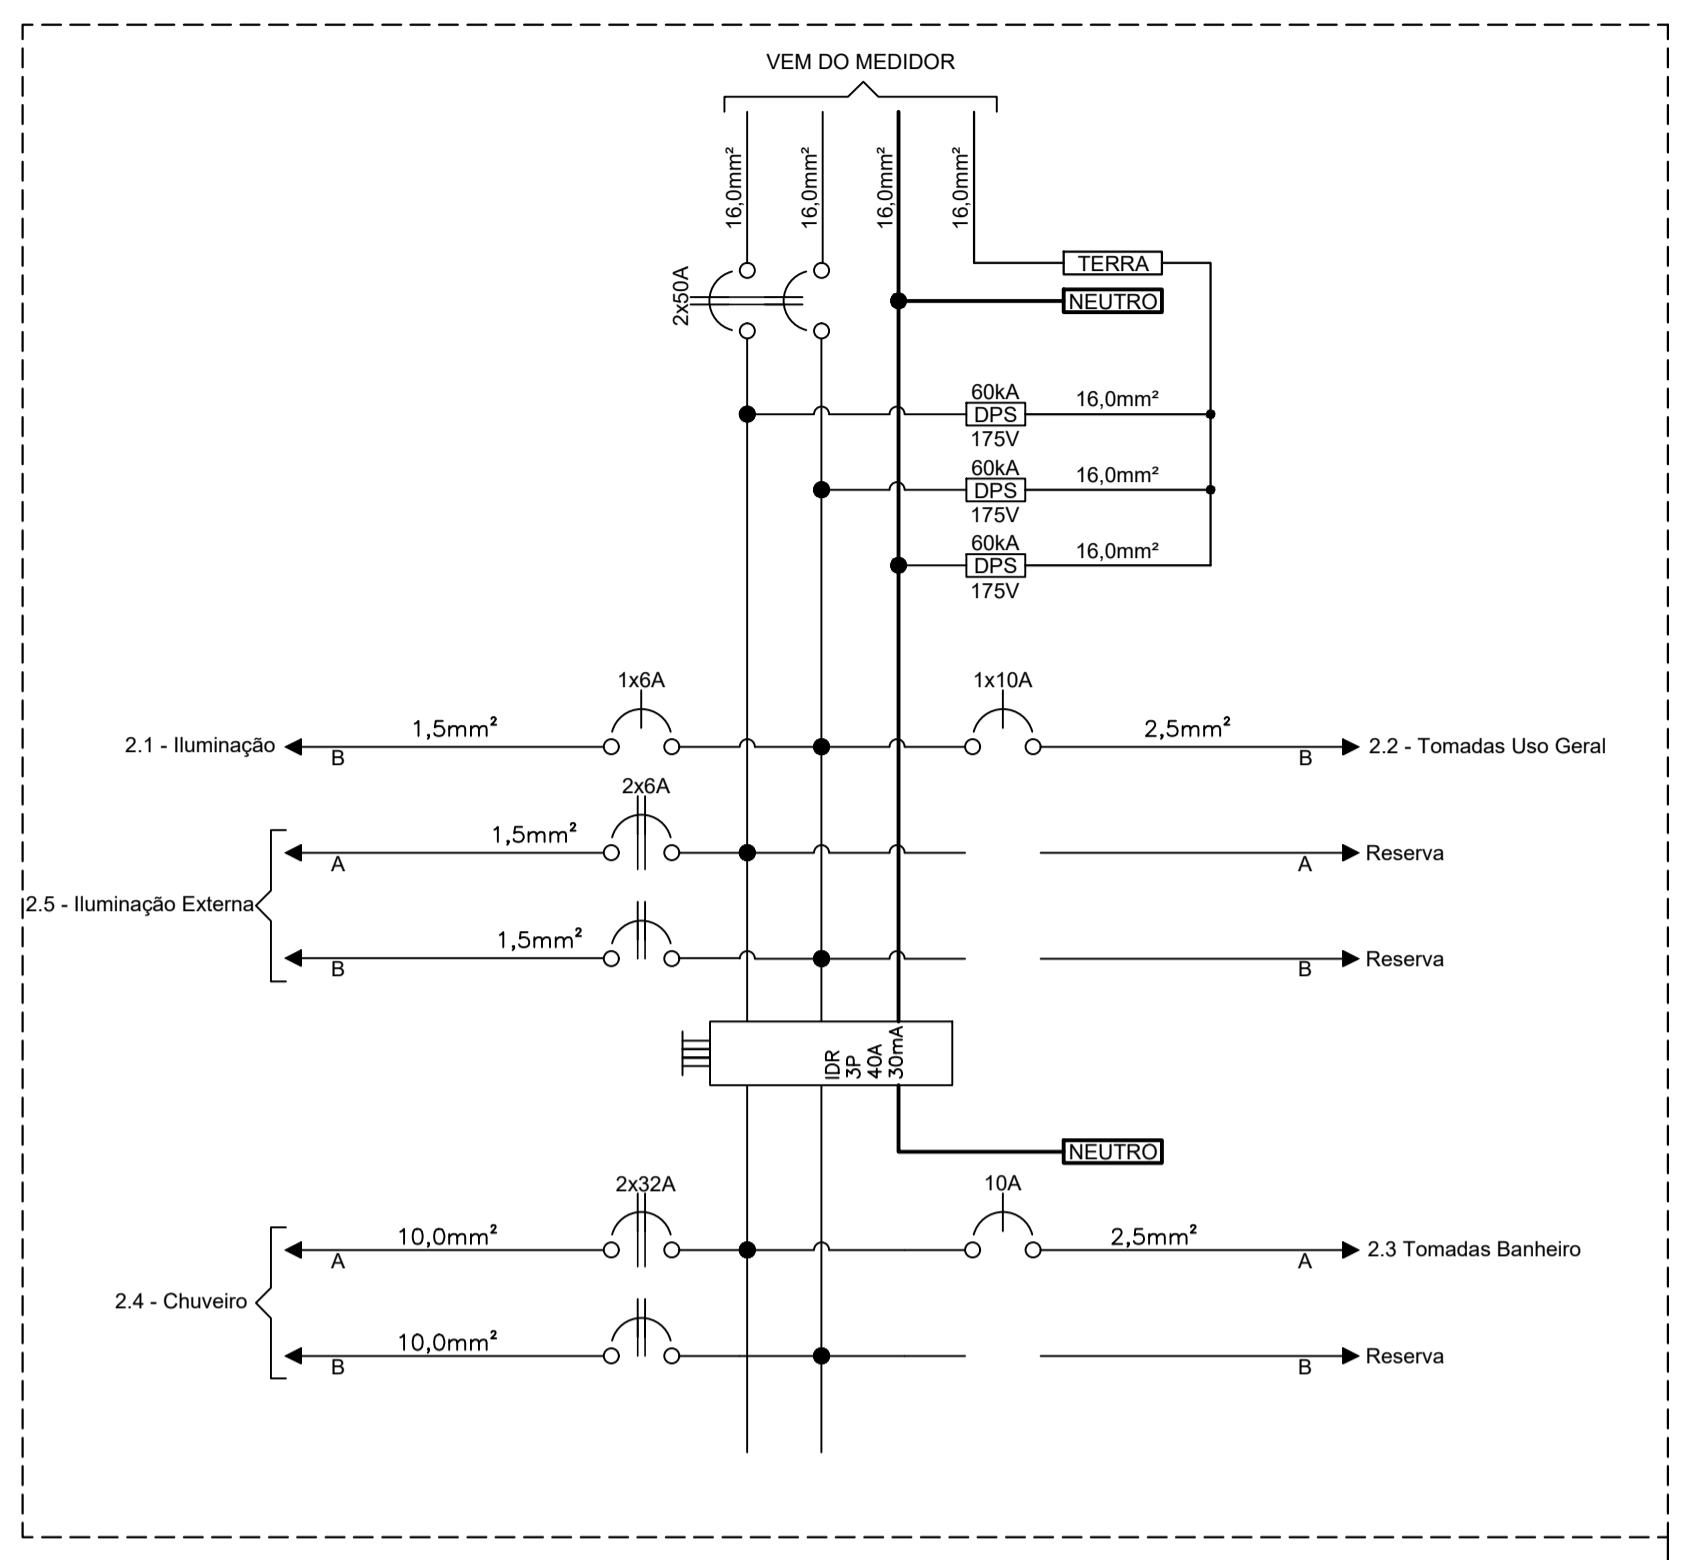 VEM DO MEDIDOR
16,0mm²
16,0mm²
16,0mm²
16,0mm²
2x50A
TERRA
NEUTRO
60kA
DPS
175V
16,0mm²
60kA
DPS
175V
16,0mm²
60kA
DPS
175V
16,0mm²
1x6A
1x10A
2.1 - Iluminação
B
1,5mm²
2,5mm²
B
2.2 - Tomadas Uso Geral
2x6A
1,5mm²
A
A
Reserva
2.5 - Iluminação Externa
1,5mm²
B
B
Reserva
IDR
3P
40A
30mA
NEUTRO
2x32A
10A
10,0mm²
A
2,5mm²
A
2.3 Tomadas Banheiro
2.4 - Chuveiro
10,0mm²
B
B
Reserva